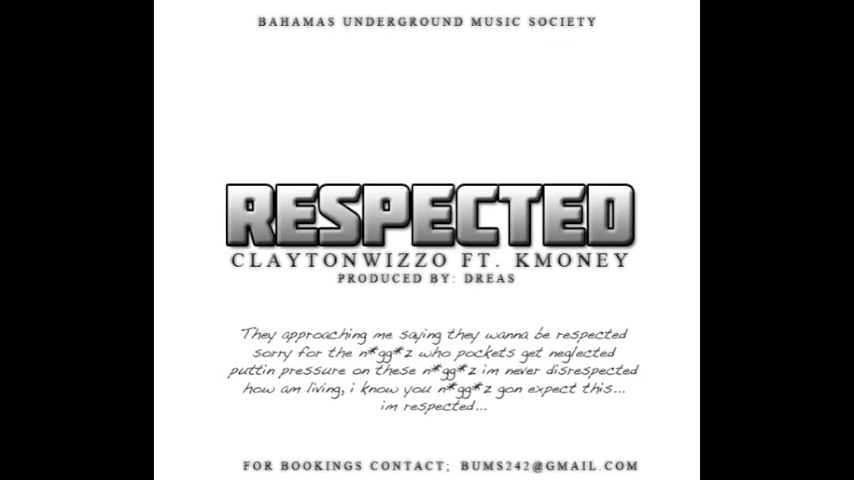 BAHAMAS UNDERGROUND MUSIC SOCIETY
RESPECTED
CLAYTONWIZZO FT. KMONEY
PRODUCED BY: DREAS
They approaching me saying they wanna be respected
sorry for the n*gg*z who pockets get neglected
puttin pressure on these n*gg*z im never disrespected
how am living, i know you n*gg*z gon expect this...
im respected...
FOR BOOKINGS CONTACT; BUMS242@GMAIL.COM